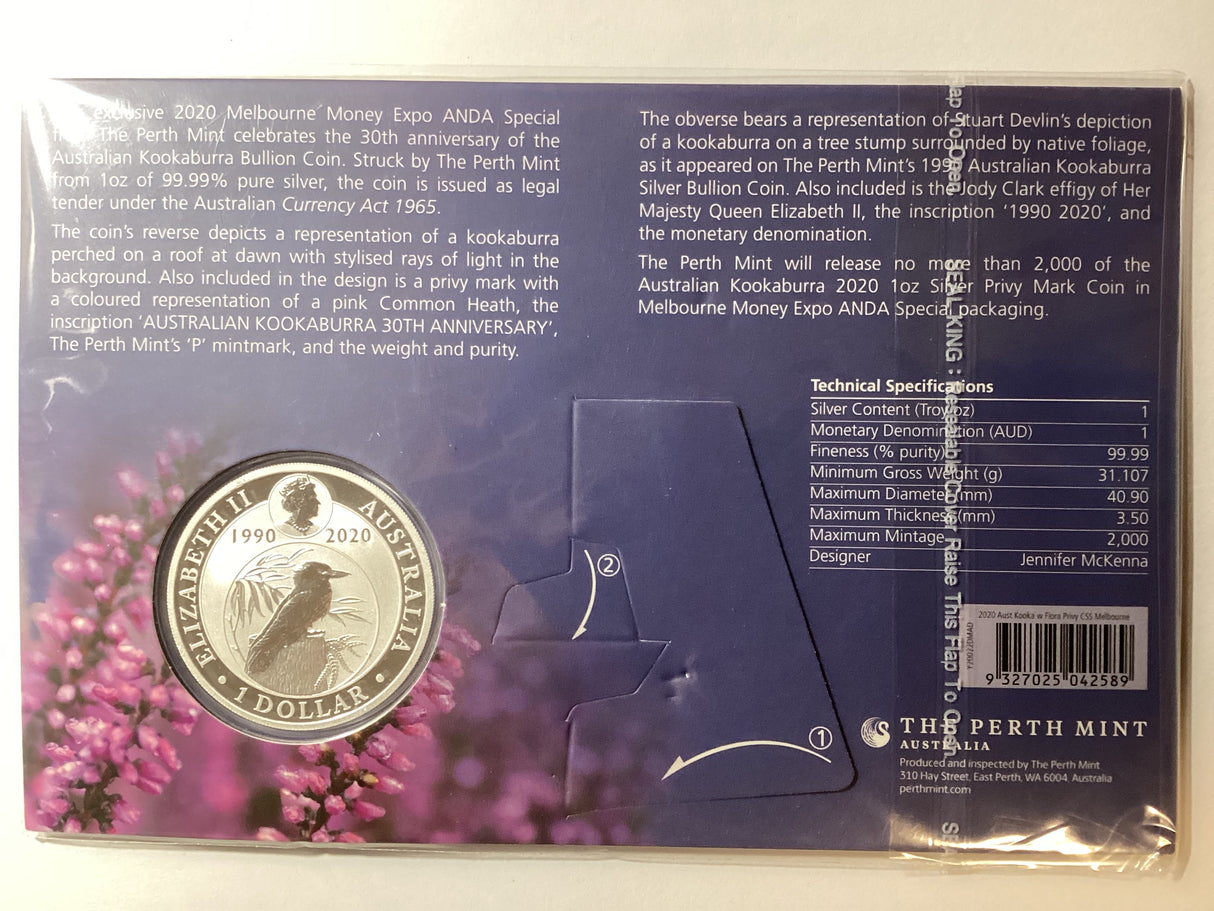 exclusive 2020 Melbourne Money Expo ANDA Special
The Perth Mint celebrates the 30th anniversary of the
Australian Kookaburra Bullion Coin. Struck by The Perth Mint
from 1oz of 99.99% pure silver, the coin is issued as legal
tender under the Australian Currency Act 1965.
The coin's reverse depicts a representation of a kookaburra
perched on a roof at dawn with stylised rays of light in the
background. Also included in the design is a privy mark with
a coloured representation of a pink Common Heath, the
inscription 'AUSTRALIAN KOOKABURRA 30TH ANNIVERSARY',
The Perth Mint's 'P' mintmark, and the weight and purity.
The obverse bears a representation of Stuart Devlin's depiction
of a kookaburra on a tree stump surrounded by native foliage,
as it appeared on The Perth Mint's Australian Kookaburra
Silver Bullion Coin. Also included is the Jody Clark effigy of Her
Majesty Queen Elizabeth II, the inscription '1990 2020', and
the monetary denomination.
The Perth Mint will release no more than 2,000 of the
Australian Kookaburra 2020 1oz Silver Privy Mark Coin in
Melbourne Money Expo ANDA Special packaging.
Technical Specifications
Silver Content (Troy oz) 1
Monetary Denomination (AUD) 1
Fineness (% purity) 99.99
Minimum Gross Weight (g) 31.107
Maximum Diameter (mm) 40.90
Maximum Thickness (mm) 3.50
Maximum Mintage 2,000
Designer Jennifer McKenna
ELIZABETH II
AUSTRALIA
1990 2020
• 1 DOLLAR •
②
①
2020 Aust Kooka w Flora Privy CSS Melbourne
9 327025 042589
THE PERTH MINT
AUSTRALIA
Produced and inspected by The Perth Mint
310 Hay Street, East Perth, WA 6004, Australia
perthmint.com
To Open
SEAL KING : Resealable Cover Raise This Flap To Open